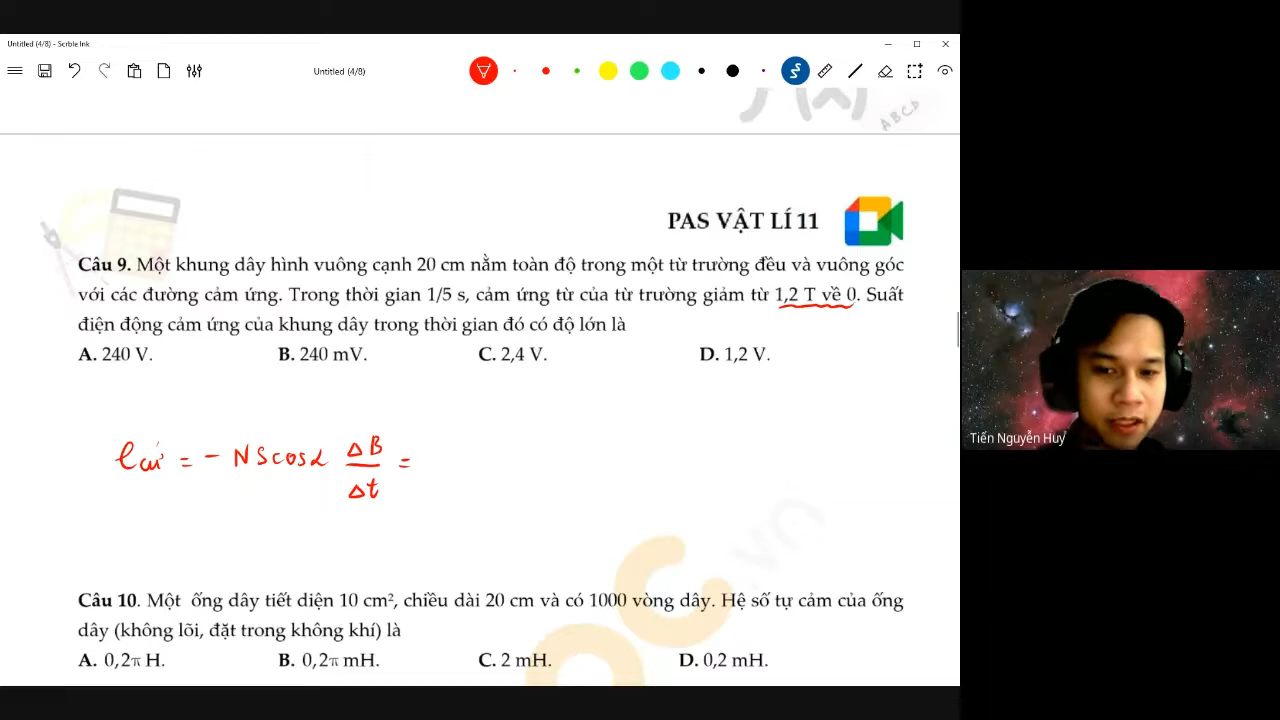 Untitled (4/8) - Scrble Ink
Untitled (4/8)
ABCD
PAS VẬT LÍ 11
Câu 9. Một khung dây hình vuông cạnh 20 cm nằm toàn độ trong một từ trường đều và vuông góc
với các đường cảm ứng. Trong thời gian 1/5 s, cảm ứng từ của từ trường giảm từ 1,2 T về 0. Suất
điện động cảm ứng của khung dây trong thời gian đó có độ lớn là
A. 240 V. B. 240 mV. C. 2,4 V. D. 1,2 V.
Tiến Nguyễn Huy
ecư = - NScosα ΔB/Δt =
.vn
Câu 10. Một ống dây tiết diện 10 cm², chiều dài 20 cm và có 1000 vòng dây. Hệ số tự cảm của ống
dây (không lõi, đặt trong không khí) là
A. 0,2π H. B. 0,2π mH. C. 2 mH. D. 0,2 mH.